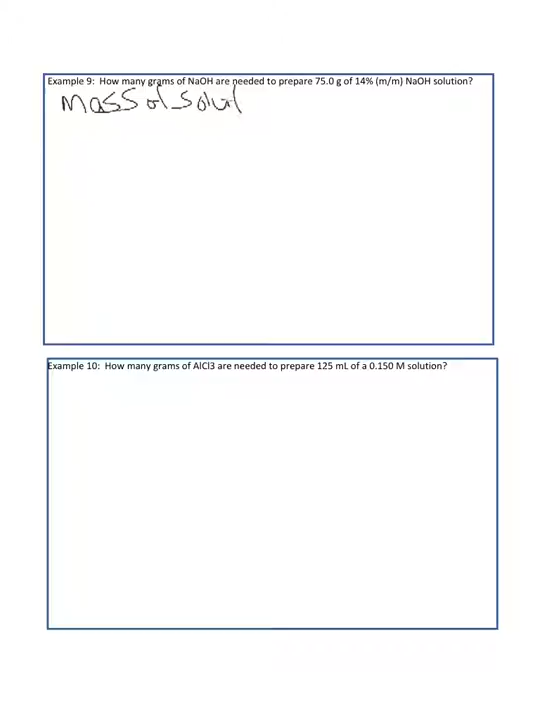 Example 9: How many grams of NaOH are needed to prepare 75.0 g of 14% (m/m) NaOH solution?
Mass of Solut
Example 10: How many grams of AlCl3 are needed to prepare 125 mL of a 0.150 M solution?